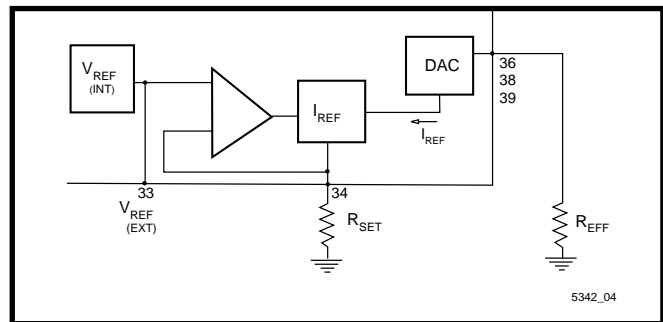 V REF
(INT)
DAC
36
38
39
I REF
I REF
33
34
V REF
(EXT)
R SET
R EFF
5342_04